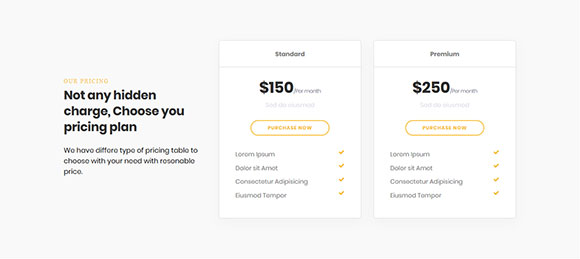 OUR PRICING
Not any hidden
charge, Choose you
pricing plan
We have differe type of pricing table to
choose with your need with resonable
price.
Standard
$150/Per month
Sed do eiusmod
PURCHASE NOW
Lorem Ipsum
Dolor sit Amet
Consectetur Adipisicing
Eiusmod Tempor
Premium
$250/Per month
Sed do eiusmod
PURCHASE NOW
Lorem Ipsum
Dolor sit Amet
Consectetur Adipisicing
Eiusmod Tempor